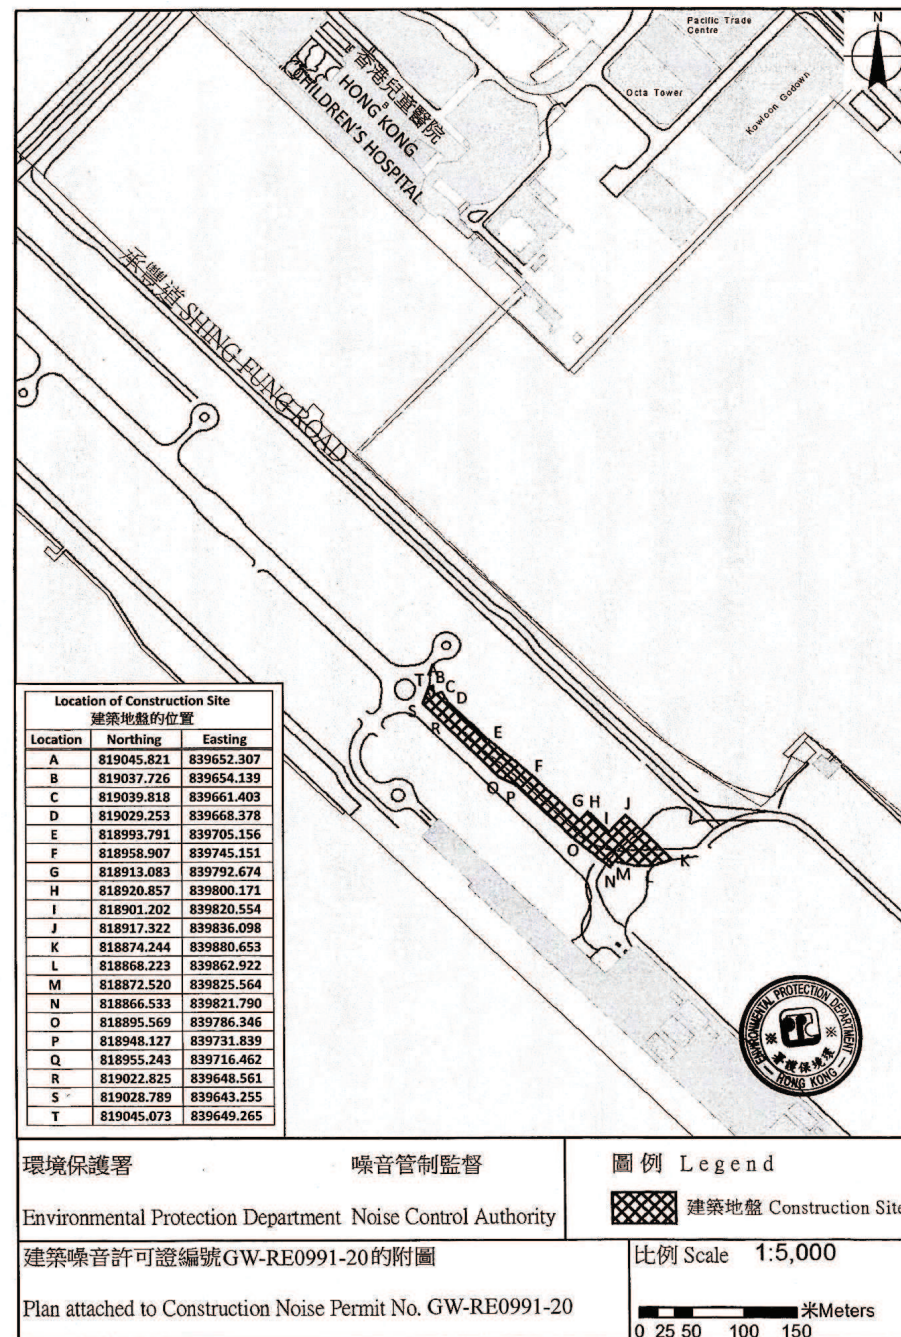 Pacific Trade
Centre
N
香港兒童醫院
HONG KONG
CHILDREN'S HOSPITAL
B
Octa Tower
Kowloon Godown
承豐道 SHING FUNG ROAD
T
A
B
C
D
S
R
E
F
Q
P
G
H
I
J
O
N
M
K
Location of Construction Site
建築地盤的位置
Location Northing Easting
A 819045.821 839652.307
B 819037.726 839654.139
C 819039.818 839661.403
D 819029.253 839668.378
E 818993.791 839705.156
F 818958.907 839745.151
G 818913.083 839792.674
H 818920.857 839800.171
I 818901.202 839820.554
J 818917.322 839836.098
K 818874.244 839880.653
L 818868.223 839862.922
M 818872.520 839825.564
N 818866.533 839821.790
O 818895.569 839786.346
P 818948.127 839731.839
Q 818955.243 839716.462
R 819022.825 839648.561
S 819028.789 839643.255
T 819045.073 839649.265
ENVIRONMENTAL PROTECTION DEPARTMENT
署護保境環
HONG KONG
環境保護署 噪音管制監督
Environmental Protection Department Noise Control Authority
圖例 Legend
建築地盤 Construction Site
建築噪音許可證編號GW-RE0991-20的附圖
Plan attached to Construction Noise Permit No. GW-RE0991-20
比例 Scale 1:5,000
米Meters
0 25 50 100 150